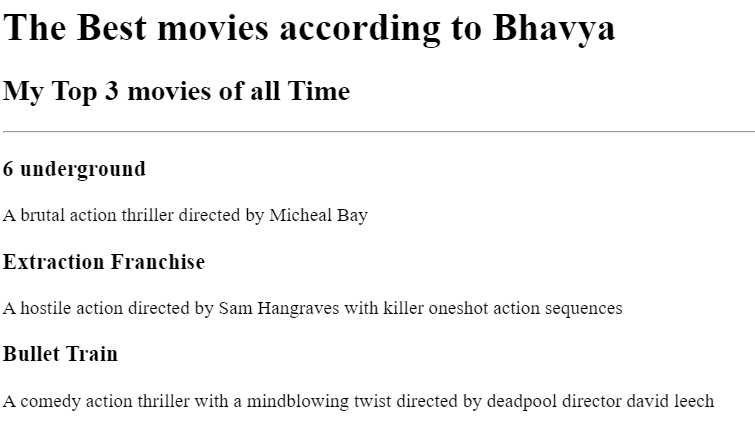 The Best movies according to Bhavya
My Top 3 movies of all Time
6 underground
A brutal action thriller directed by Micheal Bay
Extraction Franchise
A hostile action directed by Sam Hangraves with killer oneshot action sequences
Bullet Train
A comedy action thriller with a mindblowing twist directed by deadpool director david leech